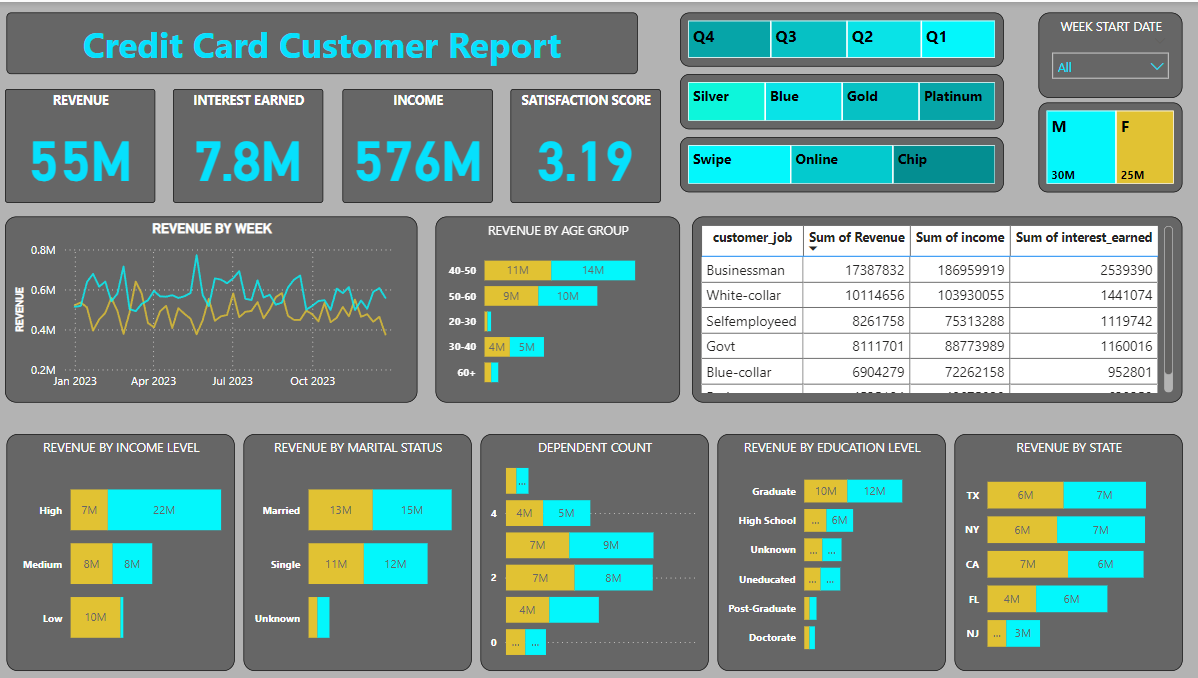 Credit Card Customer Report
Q4 Q3 Q2 Q1
WEEK START DATE
All
Silver Blue Gold Platinum
Swipe Online Chip
M F
30M 25M
REVENUE
55M
INTEREST EARNED
7.8M
INCOME
576M
SATISFACTION SCORE
3.19
REVENUE BY WEEK
REVENUE
0.8M
0.6M
0.4M
0.2M
Jan 2023 Apr 2023 Jul 2023 Oct 2023
REVENUE BY AGE GROUP
40-50 11M 14M
50-60 9M 10M
20-30
30-40 4M 5M
60+
customer_job Sum of Revenue Sum of income Sum of interest_earned
Businessman 17387832 186959919 2539390
White-collar 10114656 103930055 1441074
Selfemployeed 8261758 75313288 1119742
Govt 8111701 88773989 1160016
Blue-collar 6904279 72262158 952801
REVENUE BY INCOME LEVEL
High 7M 22M
Medium 8M 8M
Low 10M
REVENUE BY MARITAL STATUS
Married 13M 15M
Single 11M 12M
Unknown
DEPENDENT COUNT
...
4 4M 5M
7M 9M
2 7M 8M
4M
0 ... ...
REVENUE BY EDUCATION LEVEL
Graduate 10M 12M
High School ... 6M
Unknown ... ...
Uneducated ... ...
Post-Graduate
Doctorate
REVENUE BY STATE
TX 6M 7M
NY 6M 7M
CA 7M 6M
FL 4M 6M
NJ ... 3M